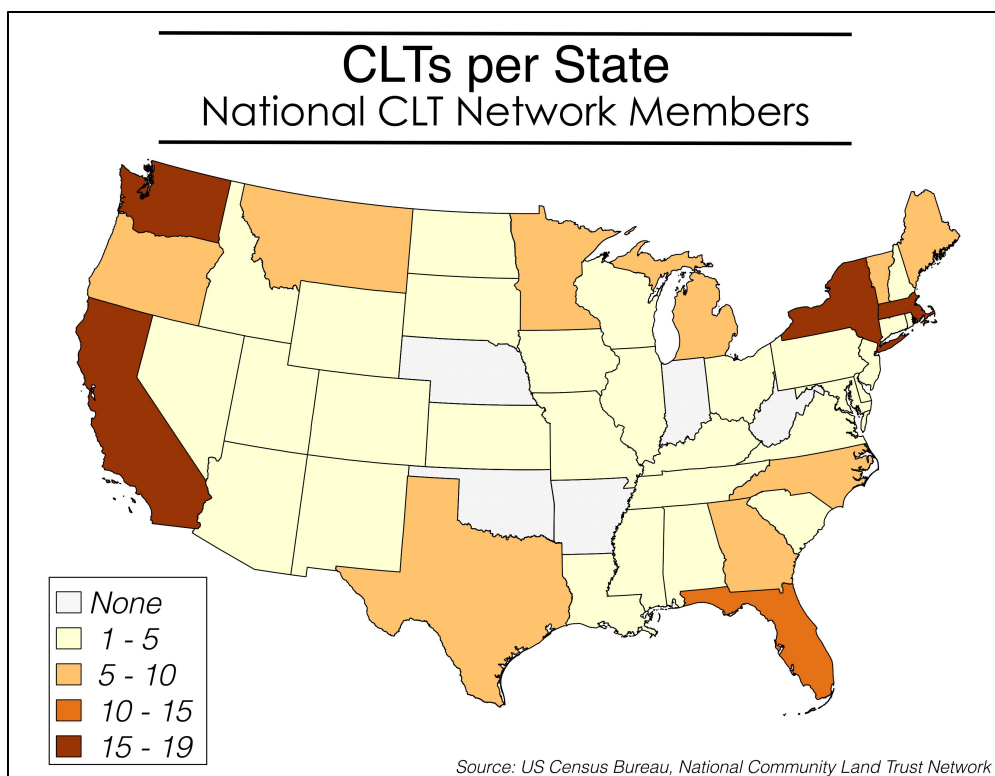 CLTs per State
National CLT Network Members
None
1 - 5
5 - 10
10 - 15
15 - 19
Source: US Census Bureau, National Community Land Trust Network